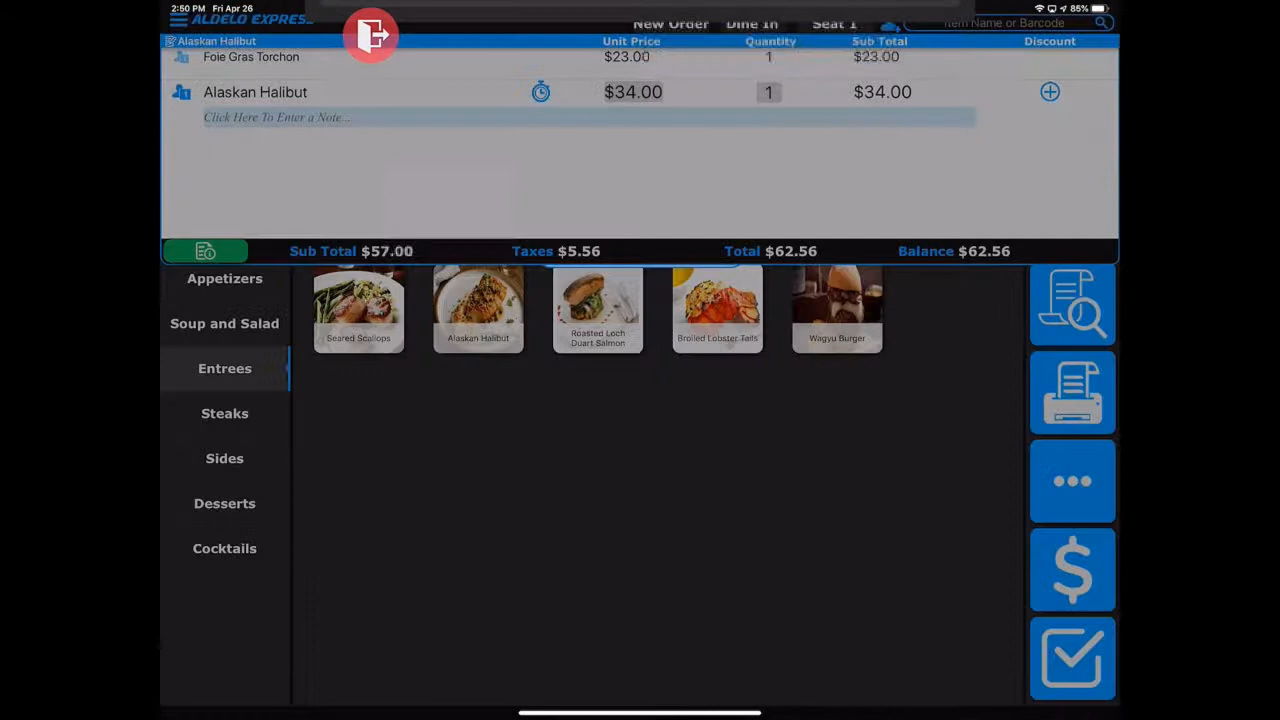 2:50 PM Fri Apr 26
85%
ALDELO EXPRESS
New Order
Dine In
Seat 1
Item Name or Barcode
Alaskan Halibut
Unit Price
Quantity
Sub Total
Discount
Foie Gras Torchon
$23.00
1
$23.00
1
Alaskan Halibut
$34.00
1
$34.00
Click Here To Enter a Note...
Sub Total $57.00
Taxes $5.56
Total $62.56
Balance $62.56
Appetizers
Soup and Salad
Entrees
Steaks
Sides
Desserts
Cocktails
Seared Scallops
Alaskan Halibut
Roasted Loch
Duart Salmon
Broiled Lobster Tails
Wagyu Burger
$